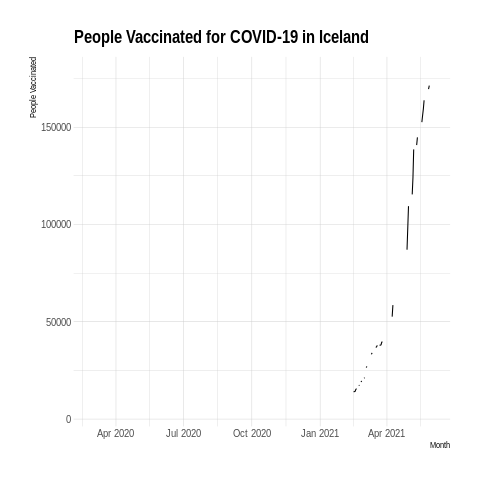 People Vaccinated for COVID-19 in Iceland
People Vaccinated
150000
100000
50000
0
Apr 2020 Jul 2020 Oct 2020 Jan 2021 Apr 2021
Month